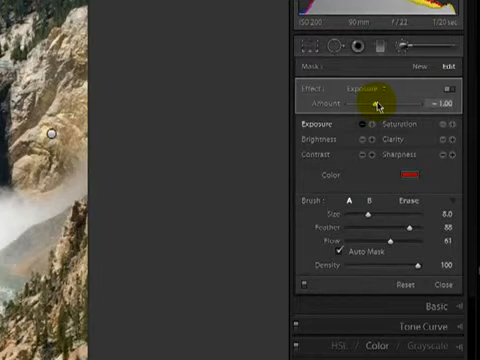 ISO 200 90 mm f / 22 1/20 sec
Mask : New Edit
Effect : Exposure
Amount - 1.00
Exposure Saturation
Brightness Clarity
Contrast Sharpness
Color
Brush : A B Erase
Size 8.0
Feather 88
Flow 61
Auto Mask
Density 100
Reset Close
Basic
Tone Curve
HSL / Color / Grayscale